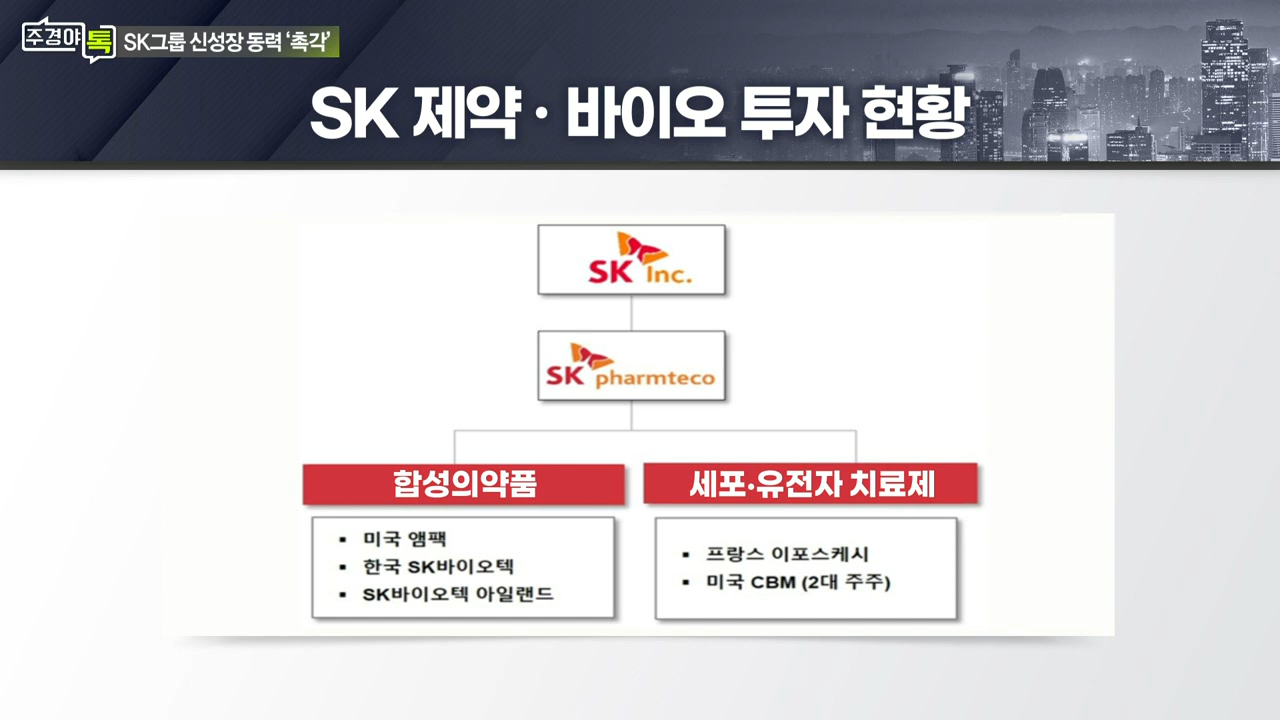 주경야톡 SK그룹 신성장 동력 ‘촉각’
SK 제약 · 바이오 투자 현황
SK Inc.
SK pharmteco
합성의약품
▪ 미국 앰팩
▪ 한국 SK바이오텍
▪ SK바이오텍 아일랜드
세포·유전자 치료제
▪ 프랑스 이포스케시
▪ 미국 CBM (2대 주주)